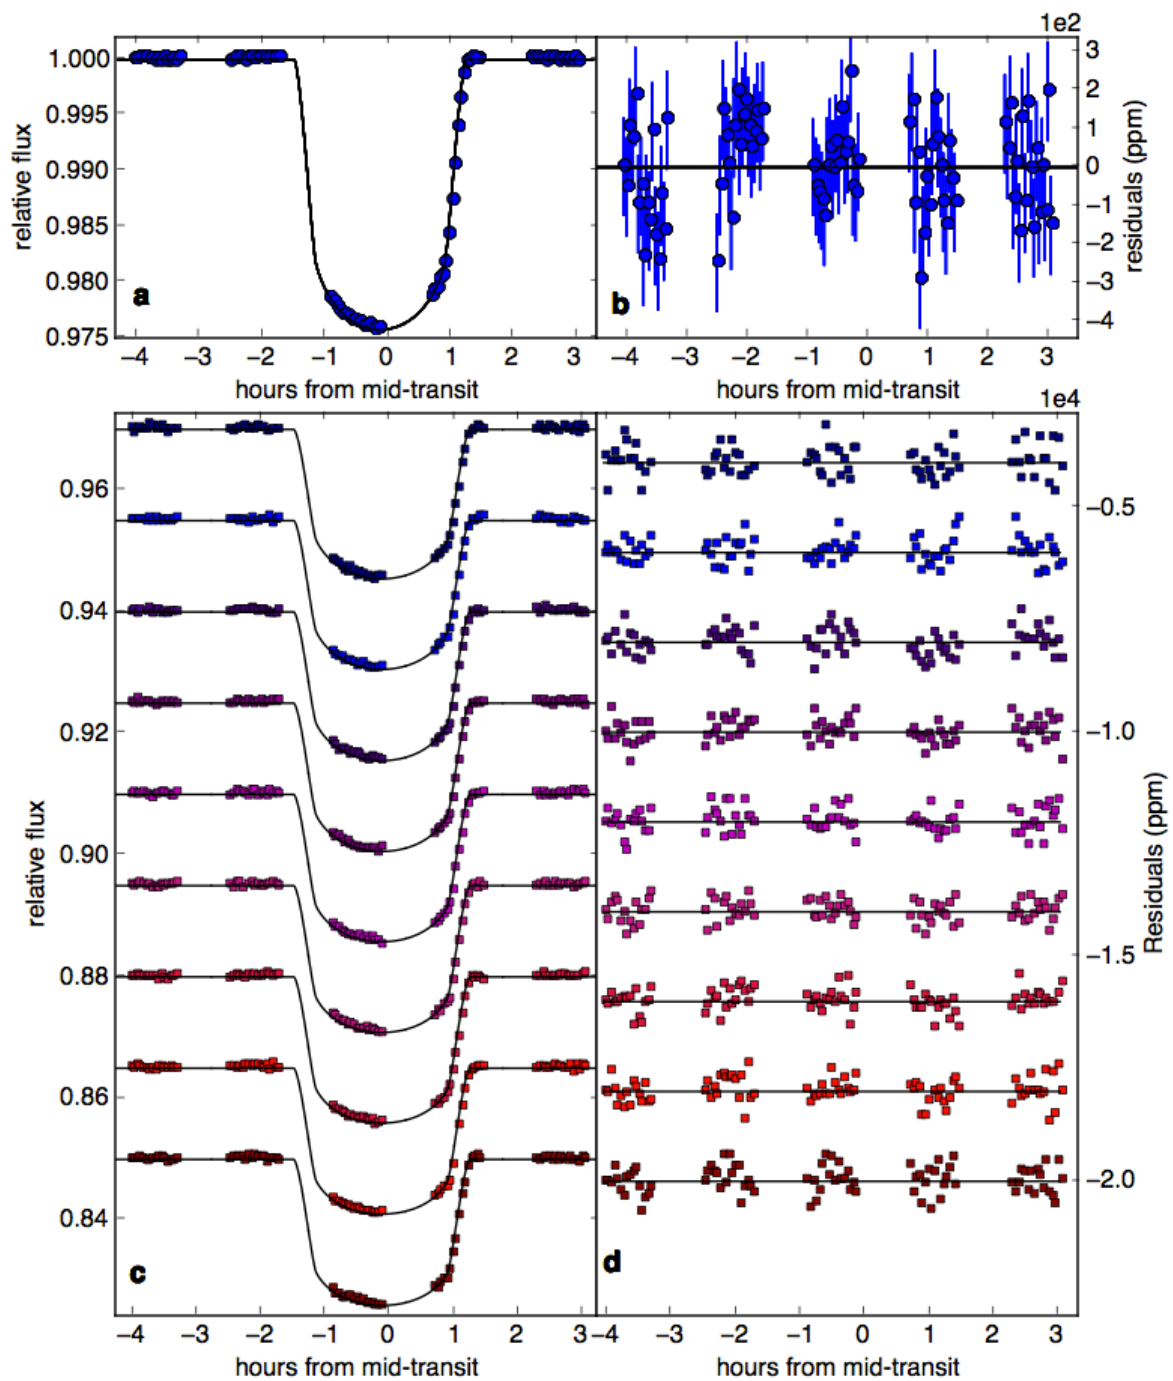 1e2
1.000
0.995
0.990
0.985
0.980
0.975
relative flux
a
−4 −3 −2 −1 0 1 2 3
hours from mid-transit
3
2
1
0
−1
−2
−3
−4
residuals (ppm)
b
−4 −3 −2 −1 0 1 2 3
hours from mid-transit
0.96
0.94
0.92
0.90
0.88
0.86
0.84
relative flux
c
−4 −3 −2 −1 0 1 2 3
hours from mid-transit
1e4
−0.5
−1.0
−1.5
−2.0
Residuals (ppm)
d
−4 −3 −2 −1 0 1 2 3
hours from mid-transit